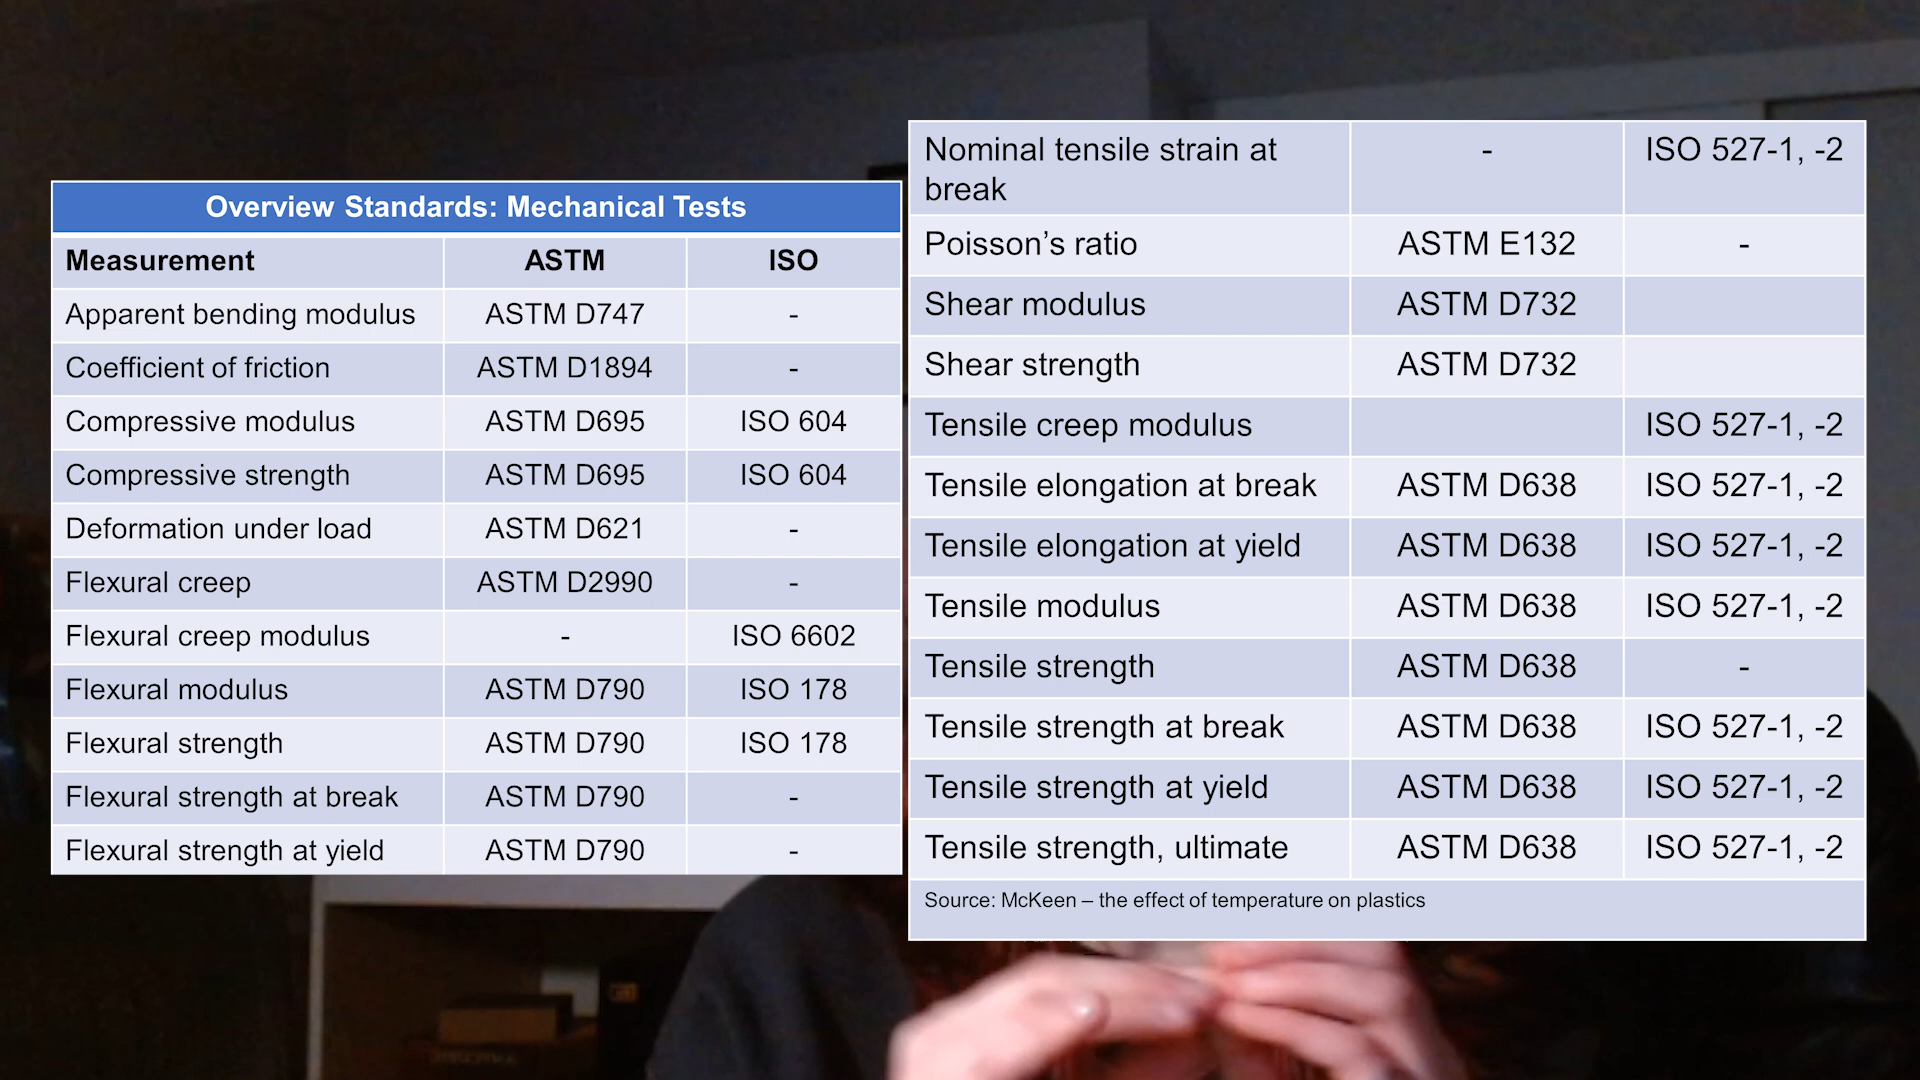 Overview Standards: Mechanical Tests
Measurement ASTM ISO
Apparent bending modulus ASTM D747 -
Coefficient of friction ASTM D1894 -
Compressive modulus ASTM D695 ISO 604
Compressive strength ASTM D695 ISO 604
Deformation under load ASTM D621 -
Flexural creep ASTM D2990 -
Flexural creep modulus - ISO 6602
Flexural modulus ASTM D790 ISO 178
Flexural strength ASTM D790 ISO 178
Flexural strength at break ASTM D790 -
Flexural strength at yield ASTM D790 -
Nominal tensile strain at - ISO 527-1, -2
break
Poisson’s ratio ASTM E132 -
Shear modulus ASTM D732
Shear strength ASTM D732
Tensile creep modulus ISO 527-1, -2
Tensile elongation at break ASTM D638 ISO 527-1, -2
Tensile elongation at yield ASTM D638 ISO 527-1, -2
Tensile modulus ASTM D638 ISO 527-1, -2
Tensile strength ASTM D638 -
Tensile strength at break ASTM D638 ISO 527-1, -2
Tensile strength at yield ASTM D638 ISO 527-1, -2
Tensile strength, ultimate ASTM D638 ISO 527-1, -2
Source: McKeen – the effect of temperature on plastics